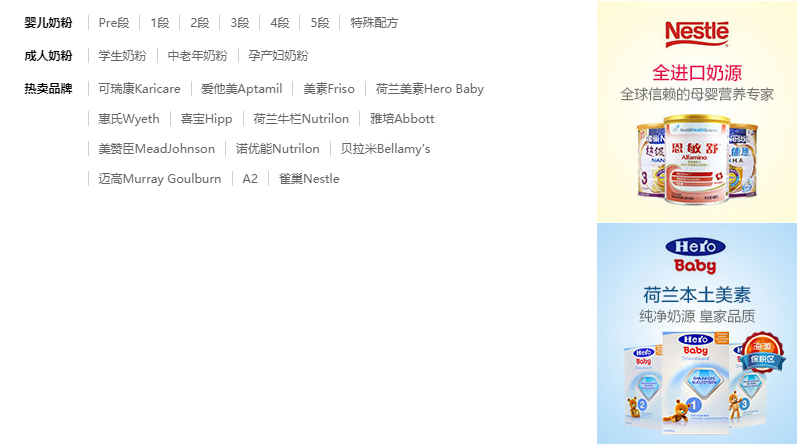 婴儿奶粉 Pre段 1段 2段 3段 4段 5段 特殊配方
成人奶粉 学生奶粉 中老年奶粉 孕产妇奶粉
热卖品牌 可瑞康Karicare 爱他美Aptamil 美素Friso 荷兰美素Hero Baby
惠氏Wyeth 喜宝Hipp 荷兰牛栏Nutrilon 雅培Abbott
美赞臣MeadJohnson 诺优能Nutrilon 贝拉米Bellamy's
迈高Murray Goulburn A2 雀巢Nestle
Nestlé
全进口奶源
全球信赖的母婴营养专家
超级
NAN
3
恩敏舒
Alfamino
能恩
HA
Hero
Baby
荷兰本土美素
纯净奶源 皇家品质
Hero
Baby
1
2
3
海淘
保税区